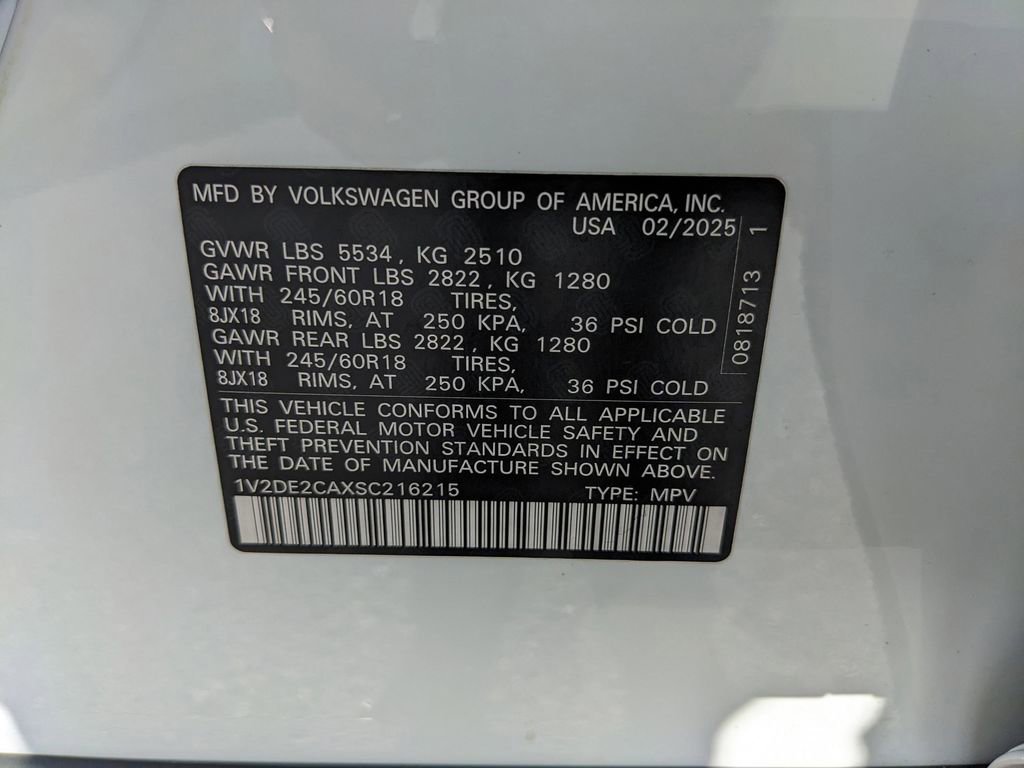 MFD BY VOLKSWAGEN GROUP OF AMERICA, INC.
USA 02/2025
GVWR LBS 5534 , KG 2510
GAWR FRONT LBS 2822 , KG 1280
WITH 245/60R18 TIRES,
8JX18 RIMS, AT 250 KPA, 36 PSI COLD
GAWR REAR LBS 2822 , KG 1280
WITH 245/60R18 TIRES,
8JX18 RIMS, AT 250 KPA, 36 PSI COLD
0818713 1
THIS VEHICLE CONFORMS TO ALL APPLICABLE
U.S. FEDERAL MOTOR VEHICLE SAFETY AND
THEFT PREVENTION STANDARDS IN EFFECT ON
THE DATE OF MANUFACTURE SHOWN ABOVE.
1V2DE2CAXSC216215 TYPE: MPV